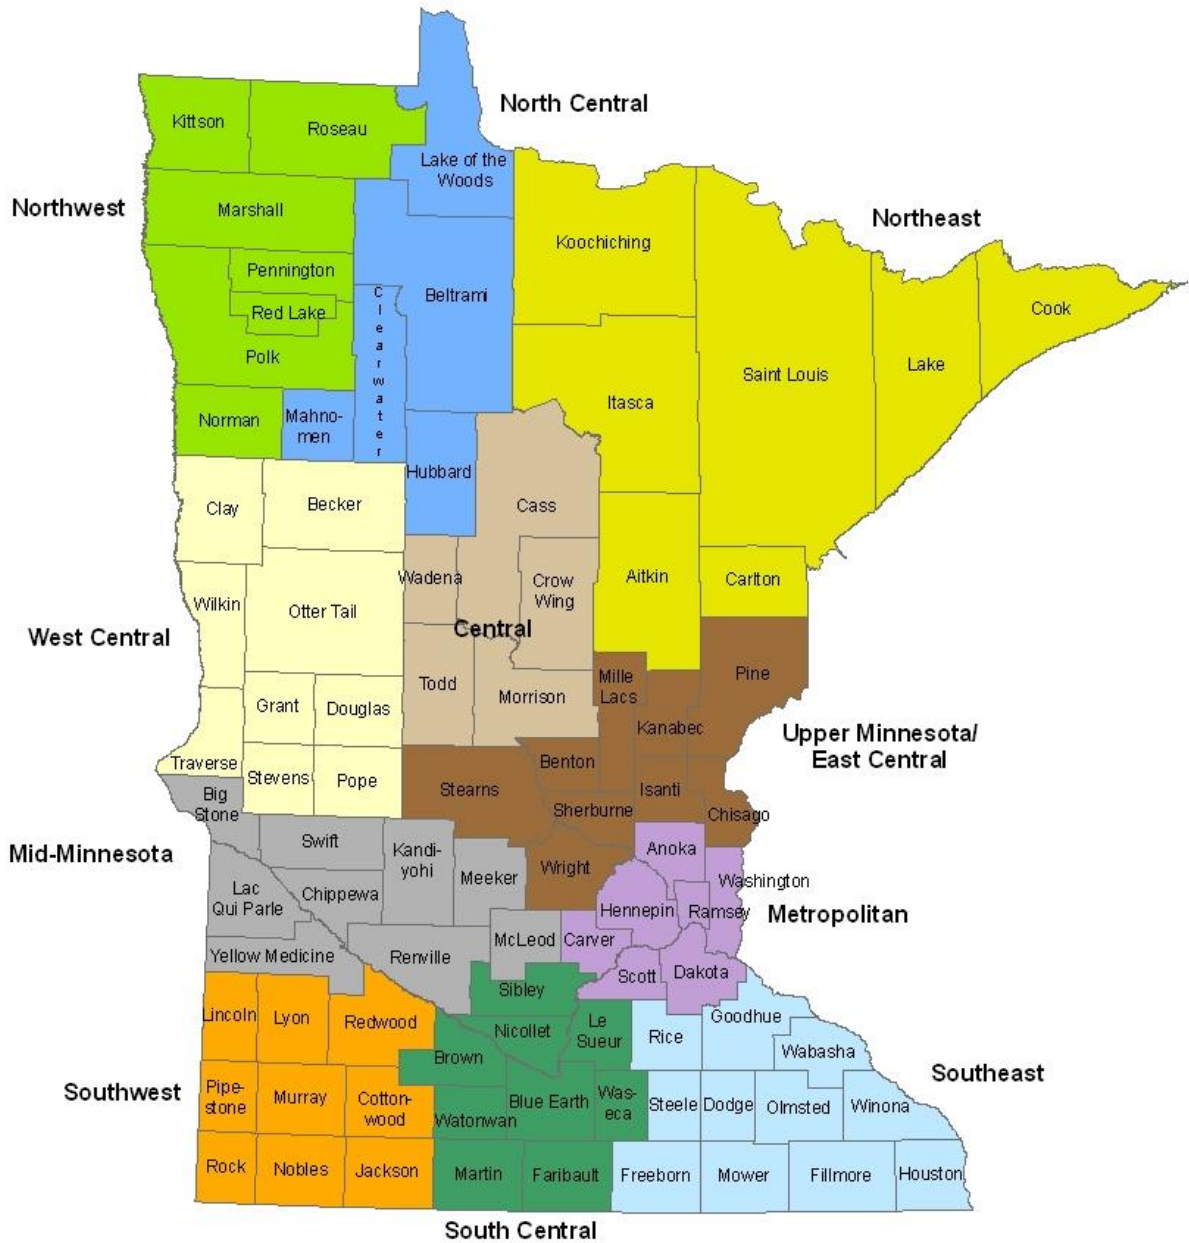 North Central
Kittson
Roseau
Lake of the
Woods
Northwest
Marshall
Northeast
Koochiching
Pennington
Beltrami
Clearwater
Red Lake
Cook
Polk
Lake
Saint Louis
Itasca
Norman
Mahno-
men
Hubbard
Clay
Becker
Cass
Wadena
Crow
Wing
Aitkin
Carlton
Wilkin
Otter Tail
West Central
Central
Todd
Morrison
Mille
Lacs
Pine
Grant
Douglas
Kanabec
Upper Minnesota/
East Central
Traverse
Stevens
Pope
Benton
Stearns
Isanti
Big
Stone
Sherburne
Chisago
Mid-Minnesota
Swift
Kandi-
yohi
Anoka
Meeker
Wright
Washington
Lac
Qui Parle
Chippewa
Hennepin
Ramsey
Metropolitan
McLeod
Carver
Yellow Medicine
Renville
Scott
Dakota
Sibley
Lincoln
Lyon
Redwood
Nicollet
Le
Sueur
Rice
Goodhue
Wabasha
Brown
Southwest
Southeast
Pipe-
stone
Murray
Cotton-
wood
Watonwan
Blue Earth
Was-
eca
Steele
Dodge
Olmsted
Winona
Rock
Nobles
Jackson
Martin
Faribault
Freeborn
Mower
Fillmore
Houston
South Central